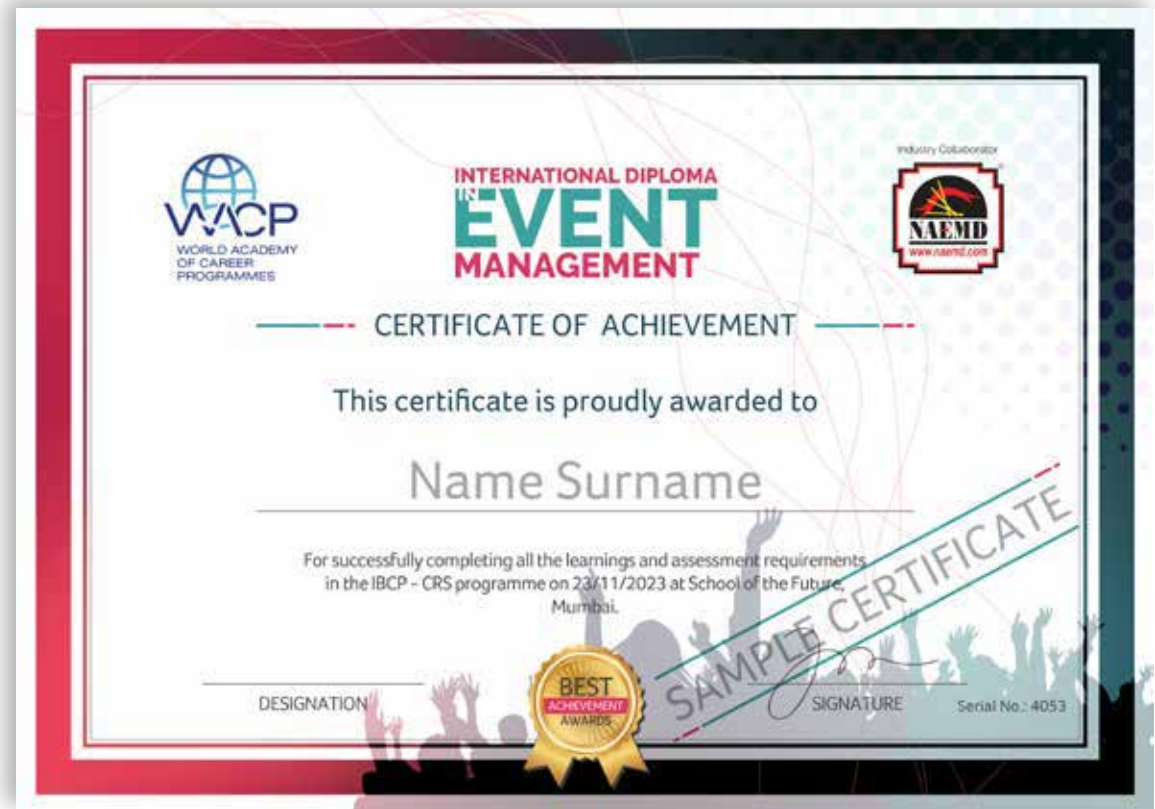 Industry Collaborator
WACP
WORLD ACADEMY
OF CAREER
PROGRAMMES
INTERNATIONAL DIPLOMA
IN
EVENT
MANAGEMENT
NAEMD
www.naemd.com
CERTIFICATE OF ACHIEVEMENT
This certificate is proudly awarded to
Name Surname
For successfully completing all the learnings and assessment requirements
in the IBCP - CRS programme on 23/11/2023 at School of the Future,
Mumbai.
SAMPLE CERTIFICATE
DESIGNATION
BEST
ACHIEVEMENT
AWARDS
SIGNATURE
Serial No.: 4053